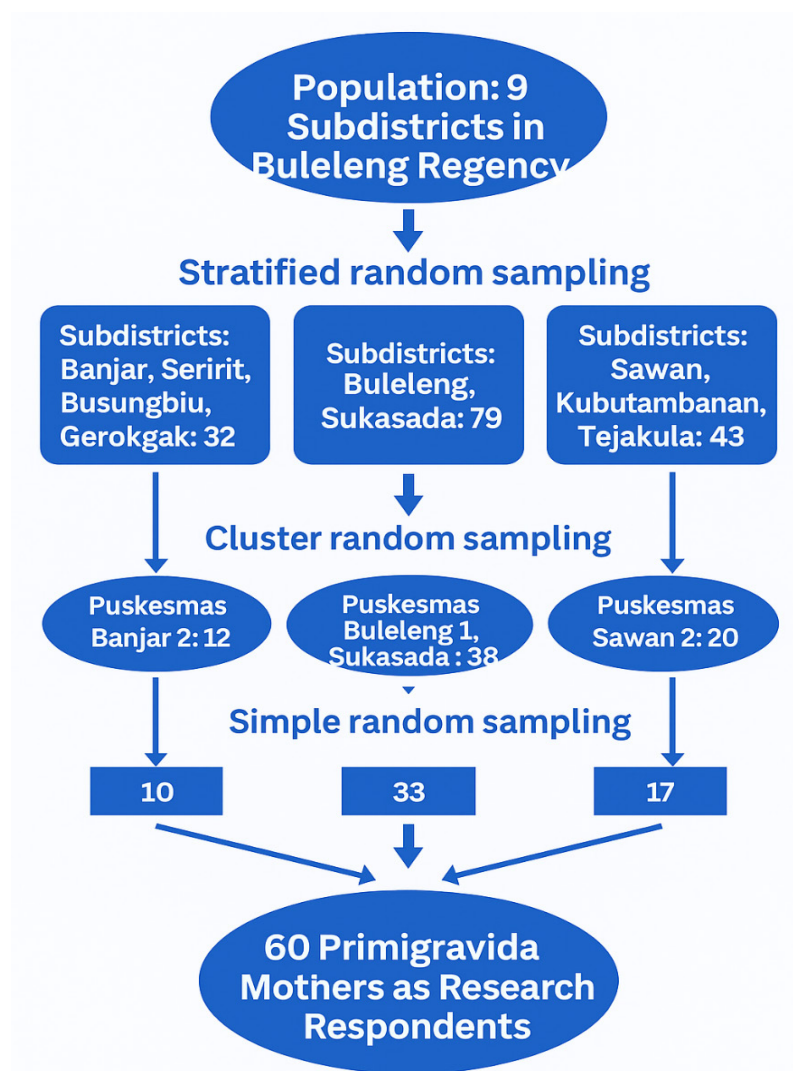 Population: 9
Subdistricts in
Buleleng Regency
Stratified random sampling
Subdistricts:
Banjar, Seririt,
Busungbiu,
Gerokgak: 32
Subdistricts:
Buleleng,
Sukasada: 79
Subdistricts:
Sawan,
Kubutambanan,
Tejakula: 43
Cluster random sampling
Puskesmas
Banjar 2: 12
Puskesmas
Buleleng 1,
Sukasada : 38
Puskesmas
Sawan 2: 20
Simple random sampling
10
33
17
60 Primigravida
Mothers as Research
Respondents